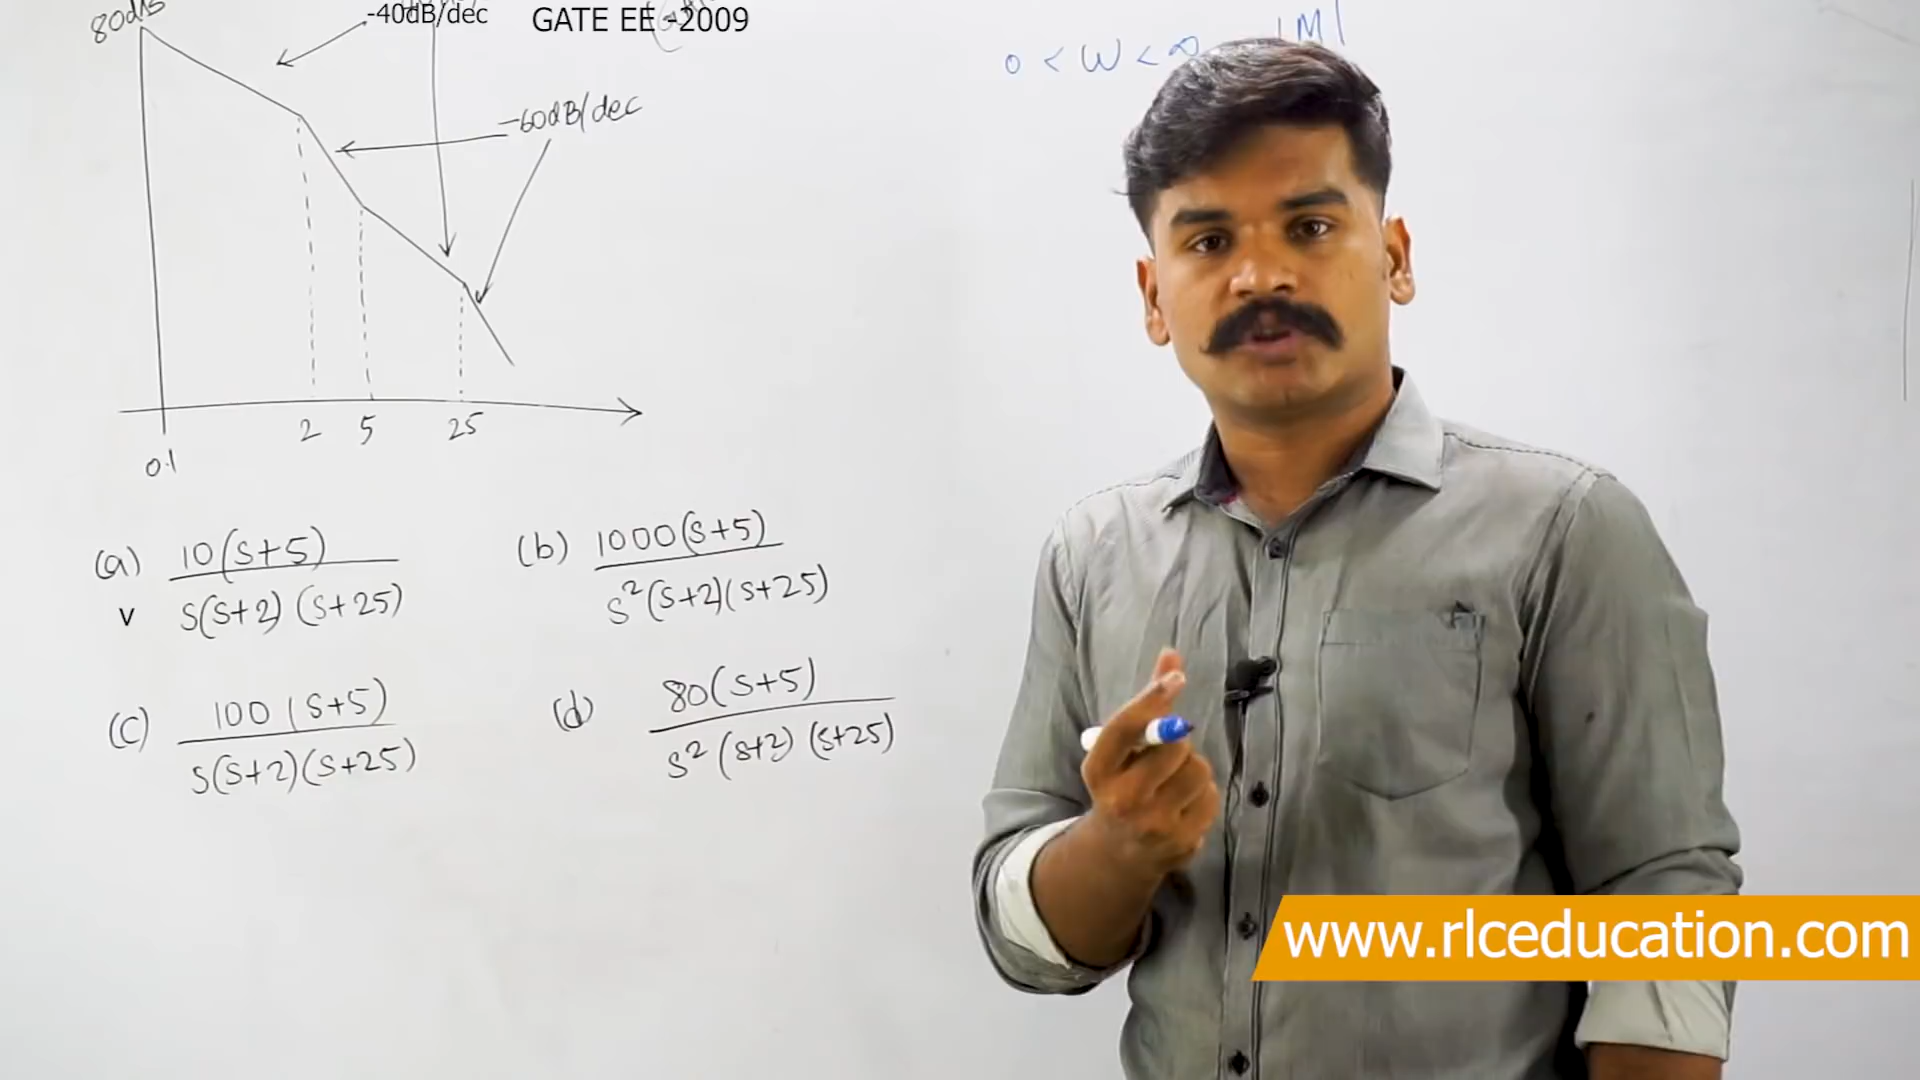 80dB
-40dB/dec
GATE EE -2009
0 < W < ∞ |M|
-60dB/dec
2 5 25
0.1
(a) 10(S+5)
V S(S+2) (S+25)
(b) 1000(S+5)
S²(S+2)(S+25)
(c) 100 (S+5)
S(S+2)(S+25)
(d) 80(S+5)
S² (S+2) (S+25)
www.rlceducation.com